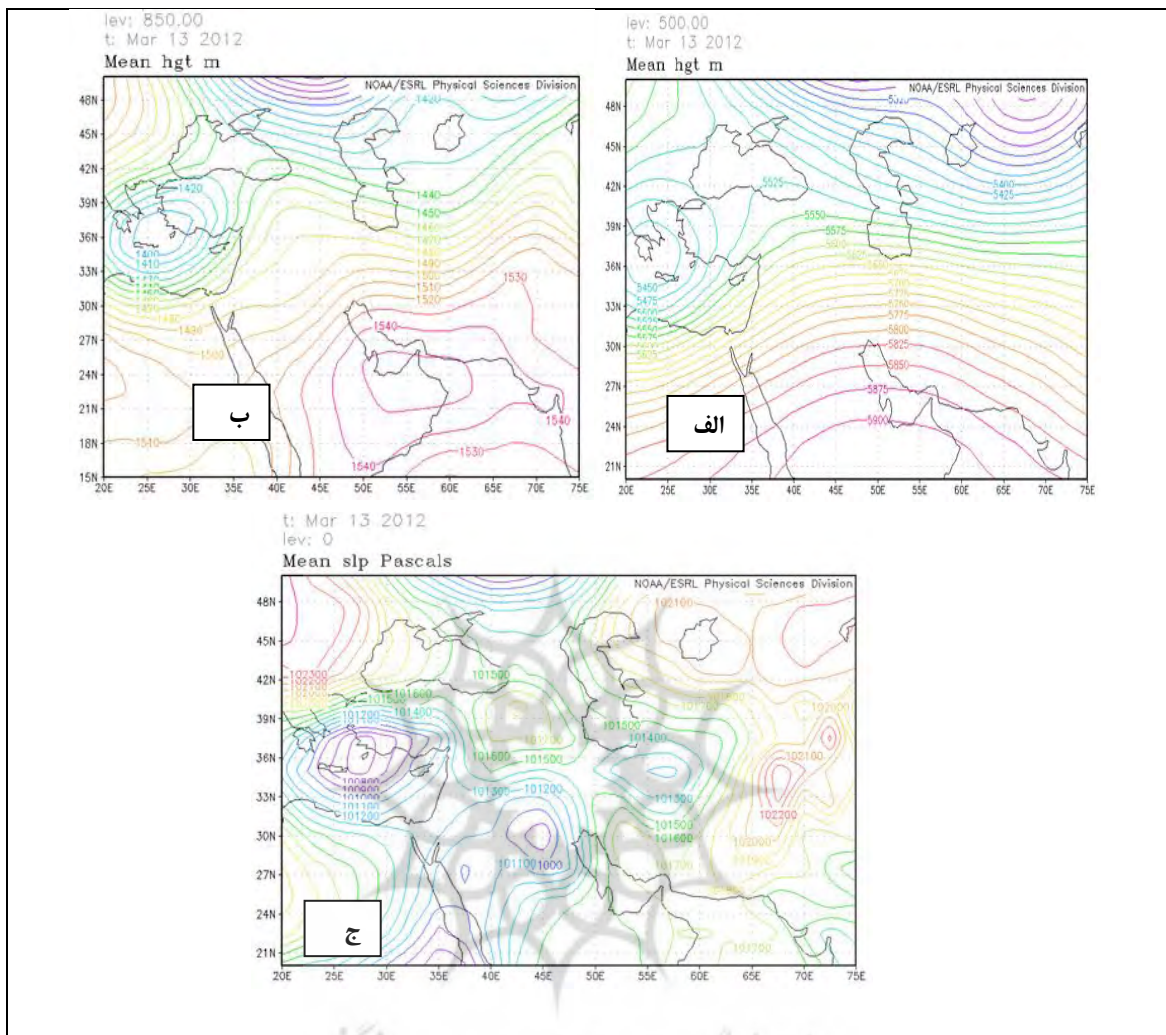 lev: 850.00
t: Mar 13 2012
Mean hgt m
NOAA/ESRL Physical Sciences Division
48N
45N
42N
39N
36N
33N
30N
27N
24N
21N
18N
15N
20E 25E 30E 35E 40E 45E 50E 55E 60E 65E 70E 75E
1420
1420
1440
1450
1400
1410
1490
1500
1510
1520
1530
1540
1500
1510
1540
1540
1530
ب
lev: 500.00
t: Mar 13 2012
Mean hgt m
NOAA/ESRL Physical Sciences Division
48N
45N
42N
39N
36N
33N
30N
27N
24N
21N
20E 25E 30E 35E 40E 45E 50E 55E 60E 65E 70E 75E
5325
5400
5425
5525
5550
5575
5450
5475
5500
5775
5800
5825
5850
5875
5900
الف
t: Mar 13 2012
lev: 0
Mean slp Pascals
NOAA/ESRL Physical Sciences Division
48N
45N
42N
39N
36N
33N
30N
27N
24N
21N
20E 25E 30E 35E 40E 45E 50E 55E 60E 65E 70E 75E
102100
102300
101500
101600
101200
101400
101500
101400
101600
101500
102100
101300
101200
101300
102200
101200
101500
101600
102000
101900
101100
101700
101700
ج